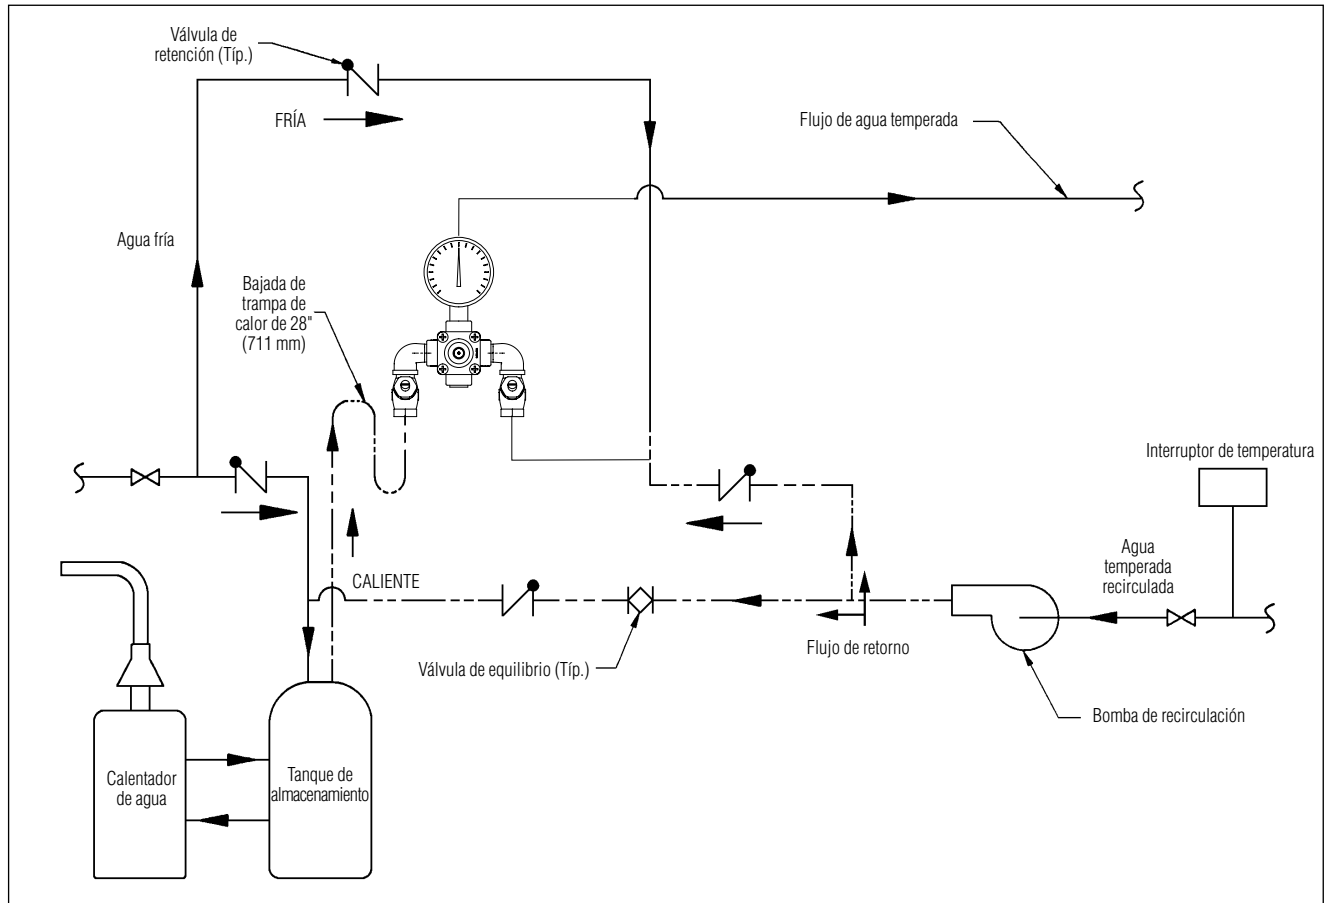 Válvula de
retención (Típ.)
FRÍA
Flujo de agua temperada
Agua fría
Bajada de
trampa de
calor de 28"
(711 mm)
Interruptor de temperatura
Agua
temperada
recirculada
CALIENTE
Flujo de retorno
Válvula de equilibrio (Típ.)
Bomba de recirculación
Calentador
de agua
Tanque de
almacenamiento